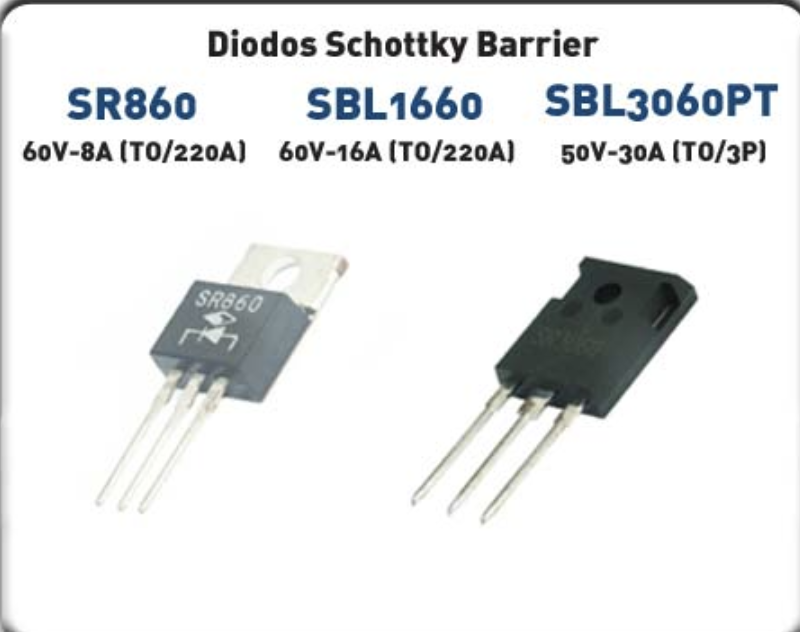 Diodos Schottky Barrier
SR860 SBL1660 SBL3060PT
60V-8A (TO/220A) 60V-16A (TO/220A) 50V-30A (TO/3P)
SR860